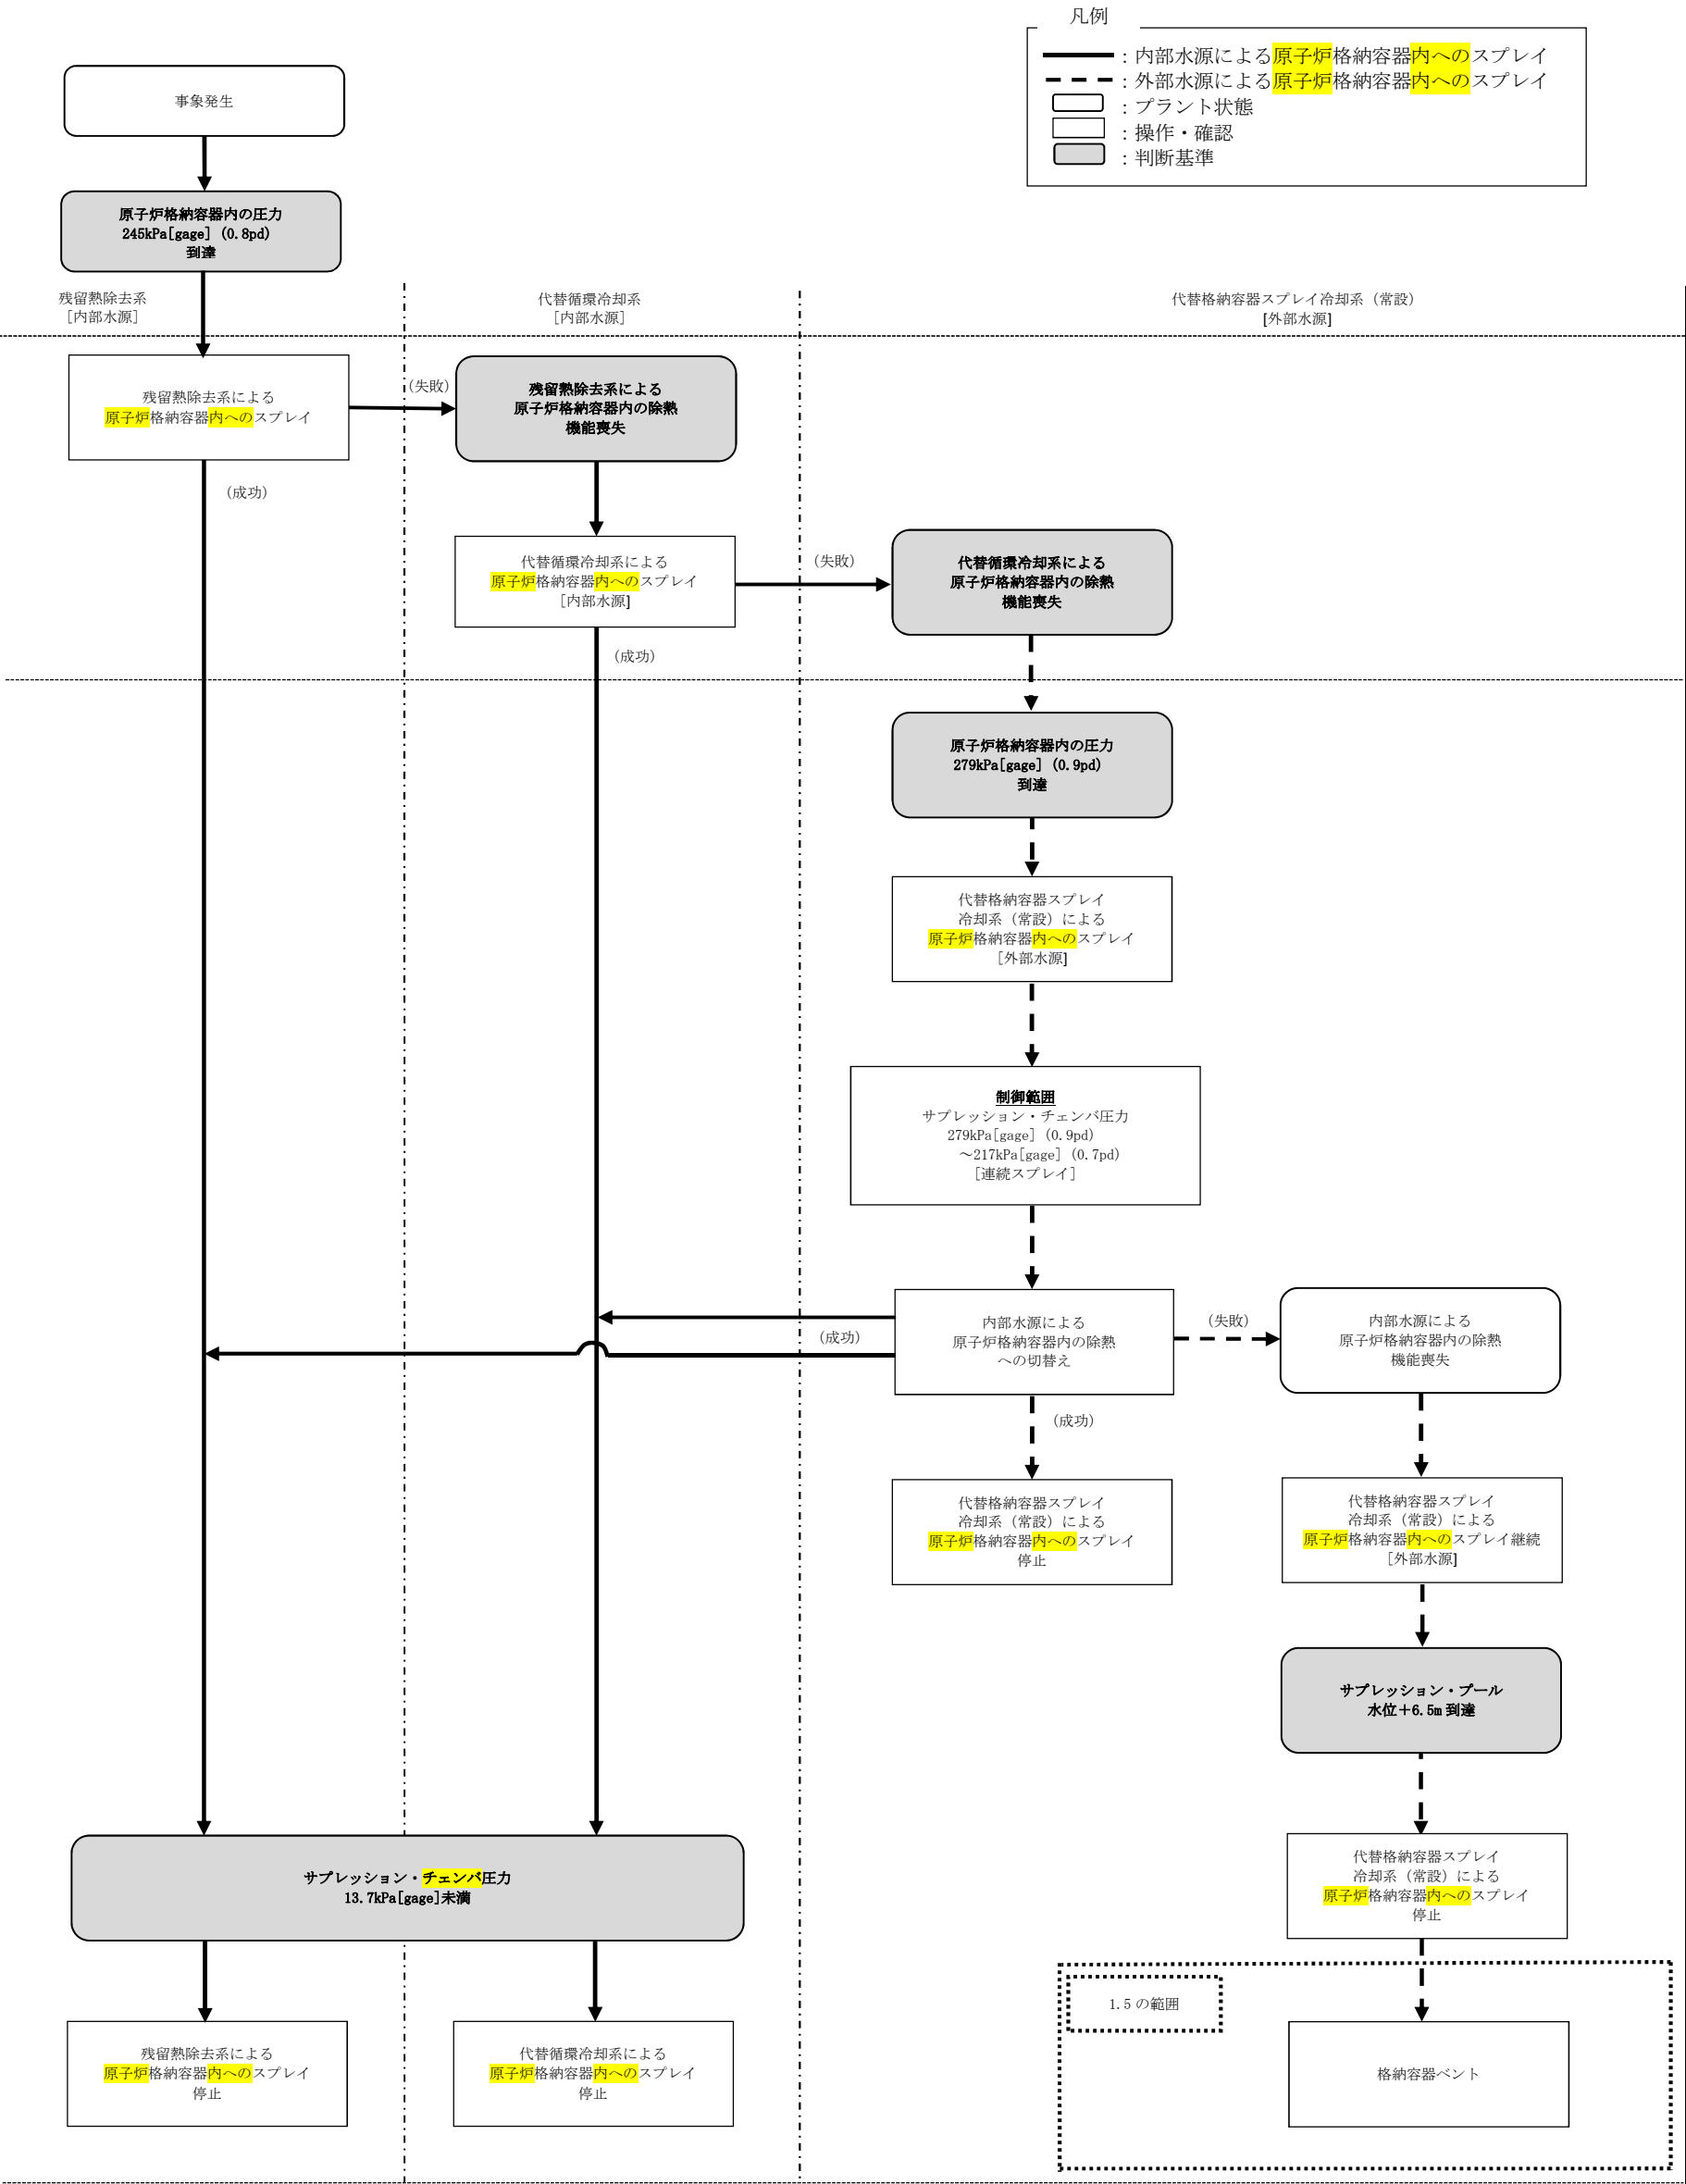 凡例
：内部水源による原子炉格納容器内へのスプレイ
：外部水源による原子炉格納容器内へのスプレイ
：プラント状態
：操作・確認
：判断基準
事象発生
原子炉格納容器内の圧力
245kPa[gage]（0.8pd）
到達
残留熱除去系
［内部水源］
代替循環冷却系
［内部水源］
代替格納容器スプレイ冷却系（常設）
[外部水源]
残留熱除去系による
原子炉格納容器内へのスプレイ
（失敗）
残留熱除去系による
原子炉格納容器内の除熱
機能喪失
（成功）
代替循環冷却系による
原子炉格納容器内へのスプレイ
［内部水源]
（失敗）
代替循環冷却系による
原子炉格納容器内の除熱
機能喪失
（成功）
原子炉格納容器内の圧力
279kPa[gage]（0.9pd）
到達
代替格納容器スプレイ
冷却系（常設）による
原子炉格納容器内へのスプレイ
［外部水源]
制御範囲
サプレッション・チェンバ圧力
279kPa[gage]（0.9pd）
～217kPa[gage]（0.7pd）
［連続スプレイ］
内部水源による
原子炉格納容器内の除熱
への切替え
（成功）
（失敗）
内部水源による
原子炉格納容器内の除熱
機能喪失
（成功）
代替格納容器スプレイ
冷却系（常設）による
原子炉格納容器内へのスプレイ
停止
代替格納容器スプレイ
冷却系（常設）による
原子炉格納容器内へのスプレイ継続
［外部水源]
サプレッション・プール
水位＋6.5m到達
サプレッション・チェンバ圧力
13.7kPa[gage]未満
代替格納容器スプレイ
冷却系（常設）による
原子炉格納容器内へのスプレイ
停止
1.5の範囲
残留熱除去系による
原子炉格納容器内へのスプレイ
停止
代替循環冷却系による
原子炉格納容器内へのスプレイ
停止
格納容器ベント